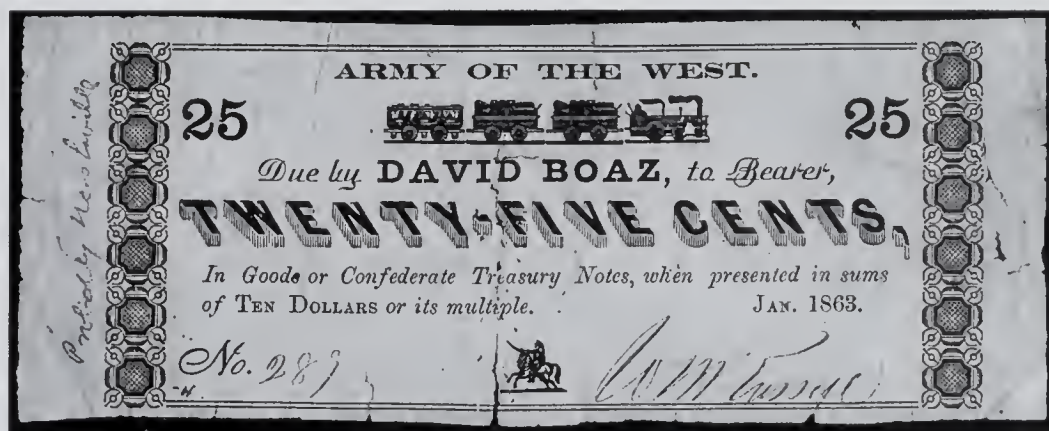 ARMY OF THE WEST.
25 25
Due by DAVID BOAZ, to Bearer,
TWENTY-FIVE CENTS,
In Goods or Confederate Treasury Notes, when presented in sums
of TEN DOLLARS or its multiple. JAN. 1863.
No. 289